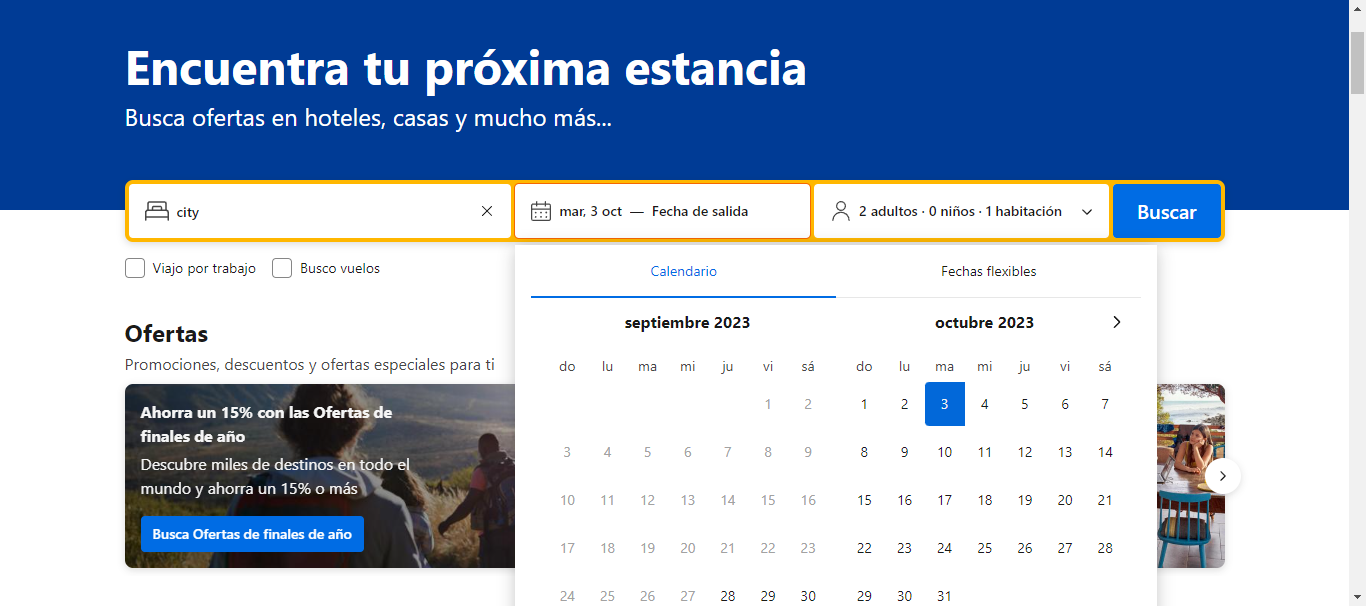 Encuentra tu próxima estancia
Busca ofertas en hoteles, casas y mucho más...
city
mar, 3 oct — Fecha de salida
2 adultos · 0 niños · 1 habitación
Buscar
Viajo por trabajo
Busco vuelos
Calendario
Fechas flexibles
septiembre 2023
do lu ma mi ju vi sá
1 2
3 4 5 6 7 8 9
10 11 12 13 14 15 16
17 18 19 20 21 22 23
24 25 26 27 28 29 30
octubre 2023
do lu ma mi ju vi sá
1 2 3 4 5 6 7
8 9 10 11 12 13 14
15 16 17 18 19 20 21
22 23 24 25 26 27 28
29 30 31
Ofertas
Promociones, descuentos y ofertas especiales para ti
Ahorra un 15% con las Ofertas de
finales de año
Descubre miles de destinos en todo el
mundo y ahorra un 15% o más
Busca Ofertas de finales de año